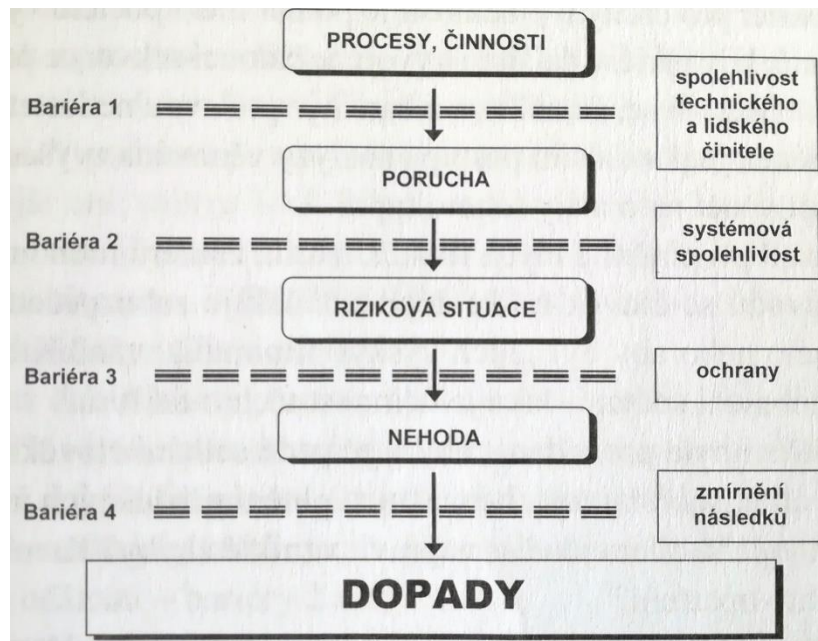 PROCESY, ČINNOSTI
Bariéra 1
spolehlivost
technického
a lidského
činitele
PORUCHA
Bariéra 2
systémová
spolehlivost
RIZIKOVÁ SITUACE
Bariéra 3
ochrany
NEHODA
Bariéra 4
zmírnění
následků
DOPADY